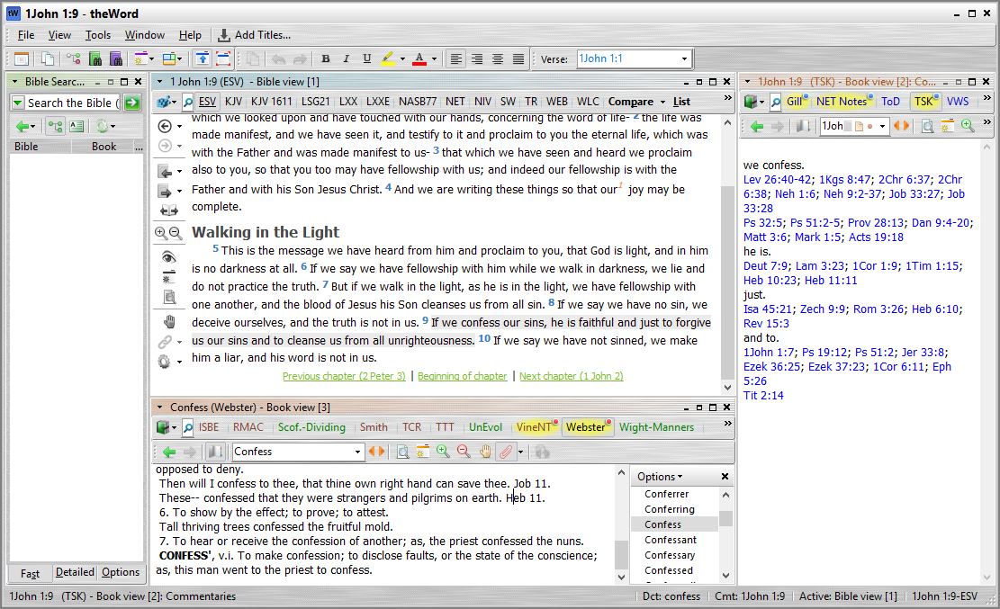 1John 1:9 - theWord
File View Tools Window Help Add Titles...
B I U A Verse: 1John 1:1
Bible Searc...
Search the Bible (
Bible Book ...
Fast Detailed Options
1 John 1:9 (ESV) - Bible view [1]
ESV KJV KJV 1611 LSG21 LXX LXXE NASB77 NET NIV SW TR WEB WLC Compare List
which we looked upon and have touched with our hands, concerning the word of life- 2 the life was
made manifest, and we have seen it, and testify to it and proclaim to you the eternal life, which was
with the Father and was made manifest to us- 3 that which we have seen and heard we proclaim
also to you, so that you too may have fellowship with us; and indeed our fellowship is with the
Father and with his Son Jesus Christ. 4 And we are writing these things so that our1 joy may be
complete.
Walking in the Light
5 This is the message we have heard from him and proclaim to you, that God is light, and in him
is no darkness at all. 6 If we say we have fellowship with him while we walk in darkness, we lie and
do not practice the truth. 7 But if we walk in the light, as he is in the light, we have fellowship with
one another, and the blood of Jesus his Son cleanses us from all sin. 8 If we say we have no sin, we
deceive ourselves, and the truth is not in us. 9 If we confess our sins, he is faithful and just to forgive
us our sins and to cleanse us from all unrighteousness. 10 If we say we have not sinned, we make
him a liar, and his word is not in us.
Previous chapter (2 Peter 3) | Beginning of chapter | Next chapter (1 John 2)
Confess (Webster) - Book view [3]
ISBE RMAC Scof.-Dividing Smith TCR TTT UnEvol VineNT Webster Wight-Manners
Confess
opposed to deny.
Then will I confess to thee, that thine own right hand can save thee. Job 11.
These-- confessed that they were strangers and pilgrims on earth. Heb 11.
6. To show by the effect; to prove; to attest.
Tall thriving trees confessed the fruitful mold.
7. To hear or receive the confession of another; as, the priest confessed the nuns.
CONFESS', v.i. To make confession; to disclose faults, or the state of the conscience;
as, this man went to the priest to confess.
Options
Conferrer
Conferring
Confess
Confessant
Confessary
Confessed
1John 1:9 (TSK) - Book view [2]: Co...
Gill NET Notes ToD TSK VWS
1Joh
we confess.
Lev 26:40-42; 1Kgs 8:47; 2Chr 6:37; 2Chr
6:38; Neh 1:6; Neh 9:2-37; Job 33:27; Job
33:28
Ps 32:5; Ps 51:2-5; Prov 28:13; Dan 9:4-20;
Matt 3:6; Mark 1:5; Acts 19:18
he is.
Deut 7:9; Lam 3:23; 1Cor 1:9; 1Tim 1:15;
Heb 10:23; Heb 11:11
just.
Isa 45:21; Zech 9:9; Rom 3:26; Heb 6:10;
Rev 15:3
and to.
1John 1:7; Ps 19:12; Ps 51:2; Jer 33:8;
Ezek 36:25; Ezek 37:23; 1Cor 6:11; Eph
5:26
Tit 2:14
1John 1:9 (TSK) - Book view [2]: Commentaries Dct: confess Cmt: 1John 1:9 Active: Bible view [1] 1John 1:9-ESV